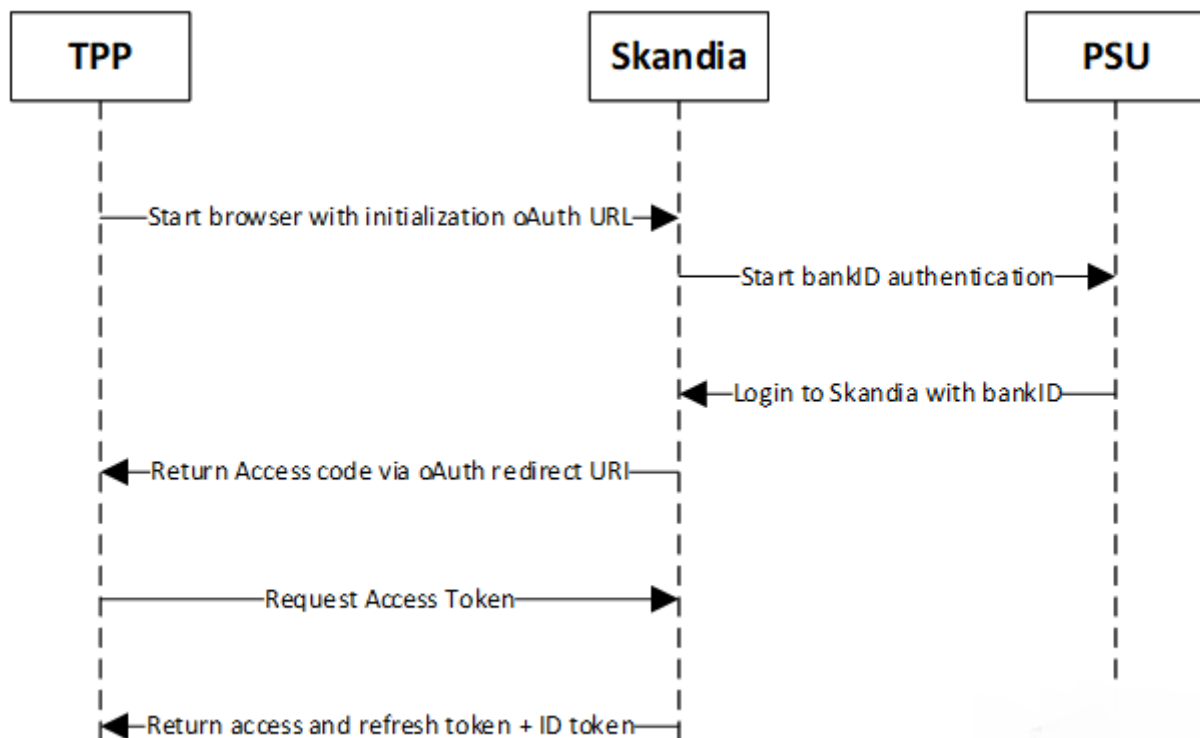 TPP
Skandia
PSU
Start browser with initialization oAuth URL
Start bankID authentication
Login to Skandia with bankID
Return Access code via oAuth redirect URI
Request Access Token
Return access and refresh token + ID token